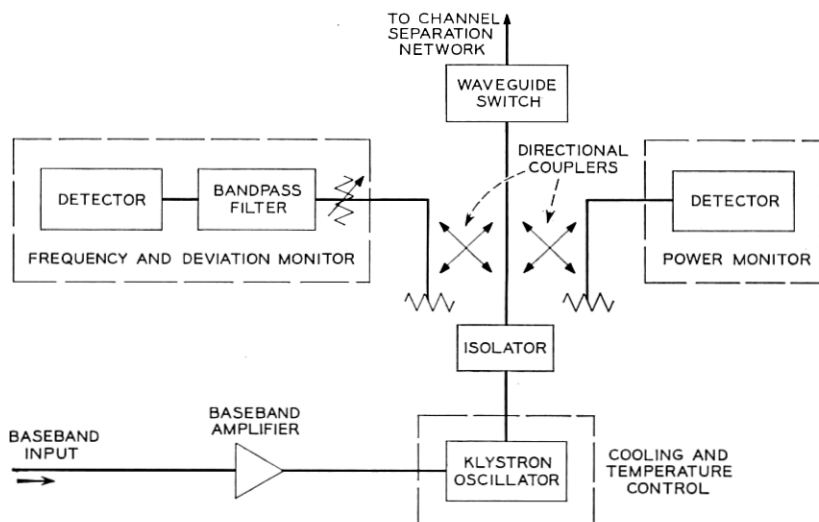 TO CHANNEL
SEPARATION
NETWORK
WAVEGUIDE
SWITCH
DIRECTIONAL
COUPLERS
DETECTOR
BANDPASS
FILTER
FREQUENCY AND DEVIATION MONITOR
DETECTOR
POWER MONITOR
ISOLATOR
BASEBAND
INPUT
BASEBAND
AMPLIFIER
KLYSTRON
OSCILLATOR
COOLING AND
TEMPERATURE
CONTROL